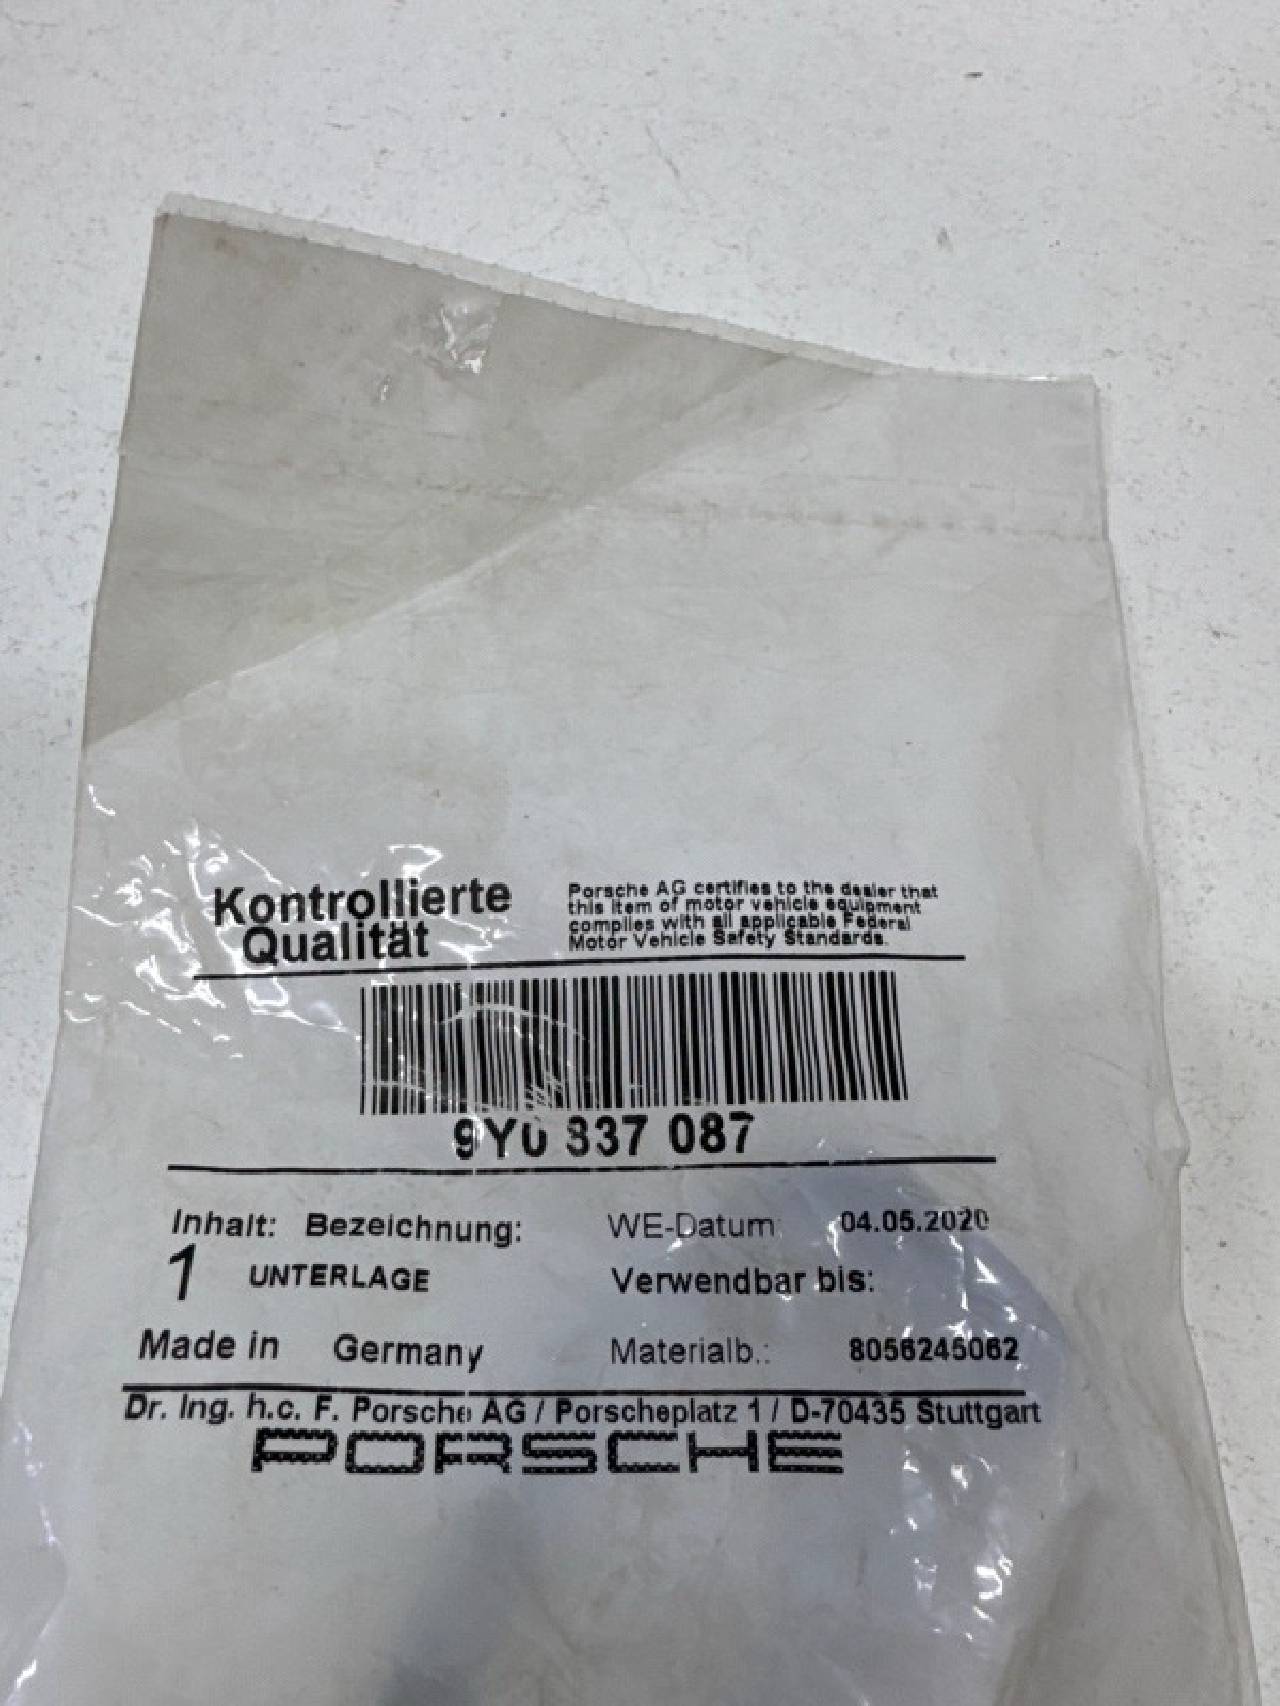 Kontrollierte
Qualität
Porsche AG certifies to the dealer that
this item of motor vehicle equipment
complies with all applicable Federal
Motor Vehicle Safety Standards.
9Y0 837 087
Inhalt: Bezeichnung: WE-Datum: 04.05.2020
1 UNTERLAGE Verwendbar bis:
Made in Germany Materialb.: 8056245062
Dr. Ing. h.c. F. Porsche AG / Porscheplatz 1 / D-70435 Stuttgart
PORSCHE